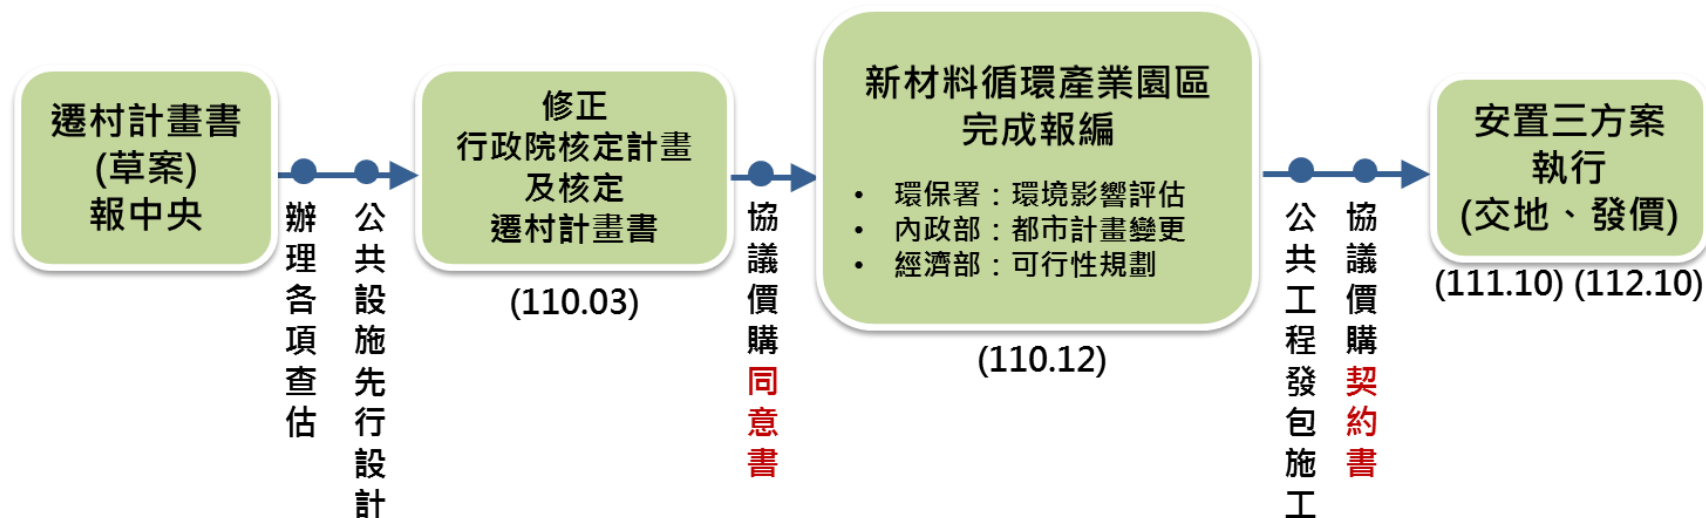 遷村計畫書
(草案)
報中央
辦理各項查估
公共設施先行設計
修正
行政院核定計畫
及核定
遷村計畫書
(110.03)
協議價購同意書
新材料循環產業園區
完成報編
• 環保署：環境影響評估
• 內政部：都市計畫變更
• 經濟部：可行性規劃
(110.12)
公共工程發包施工
協議價購契約書
安置三方案
執行
(交地、發價)
(111.10) (112.10)